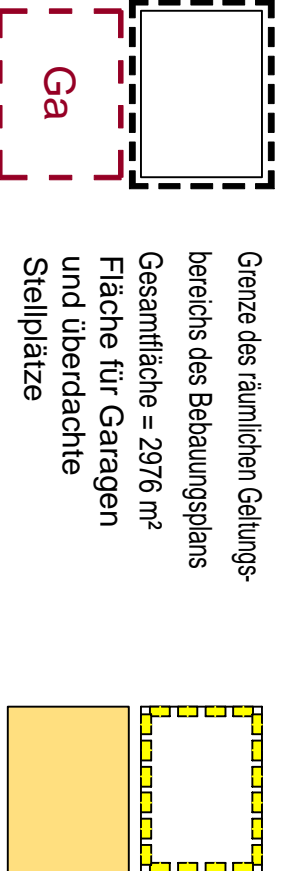 Grenze des räumlichen Geltungs-
bereichs des Bebauungsplans
Gesamtfläche = 2976 m²
Ga
Fläche für Garagen
und überdachte
Stellplätze